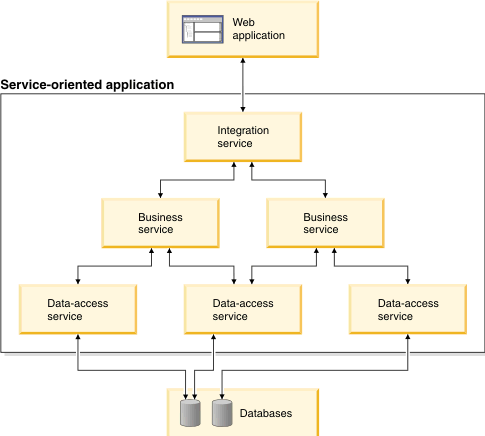 Web
application
Service-oriented application
Integration
service
Business
service
Business
service
Data-access
service
Data-access
service
Data-access
service
Databases